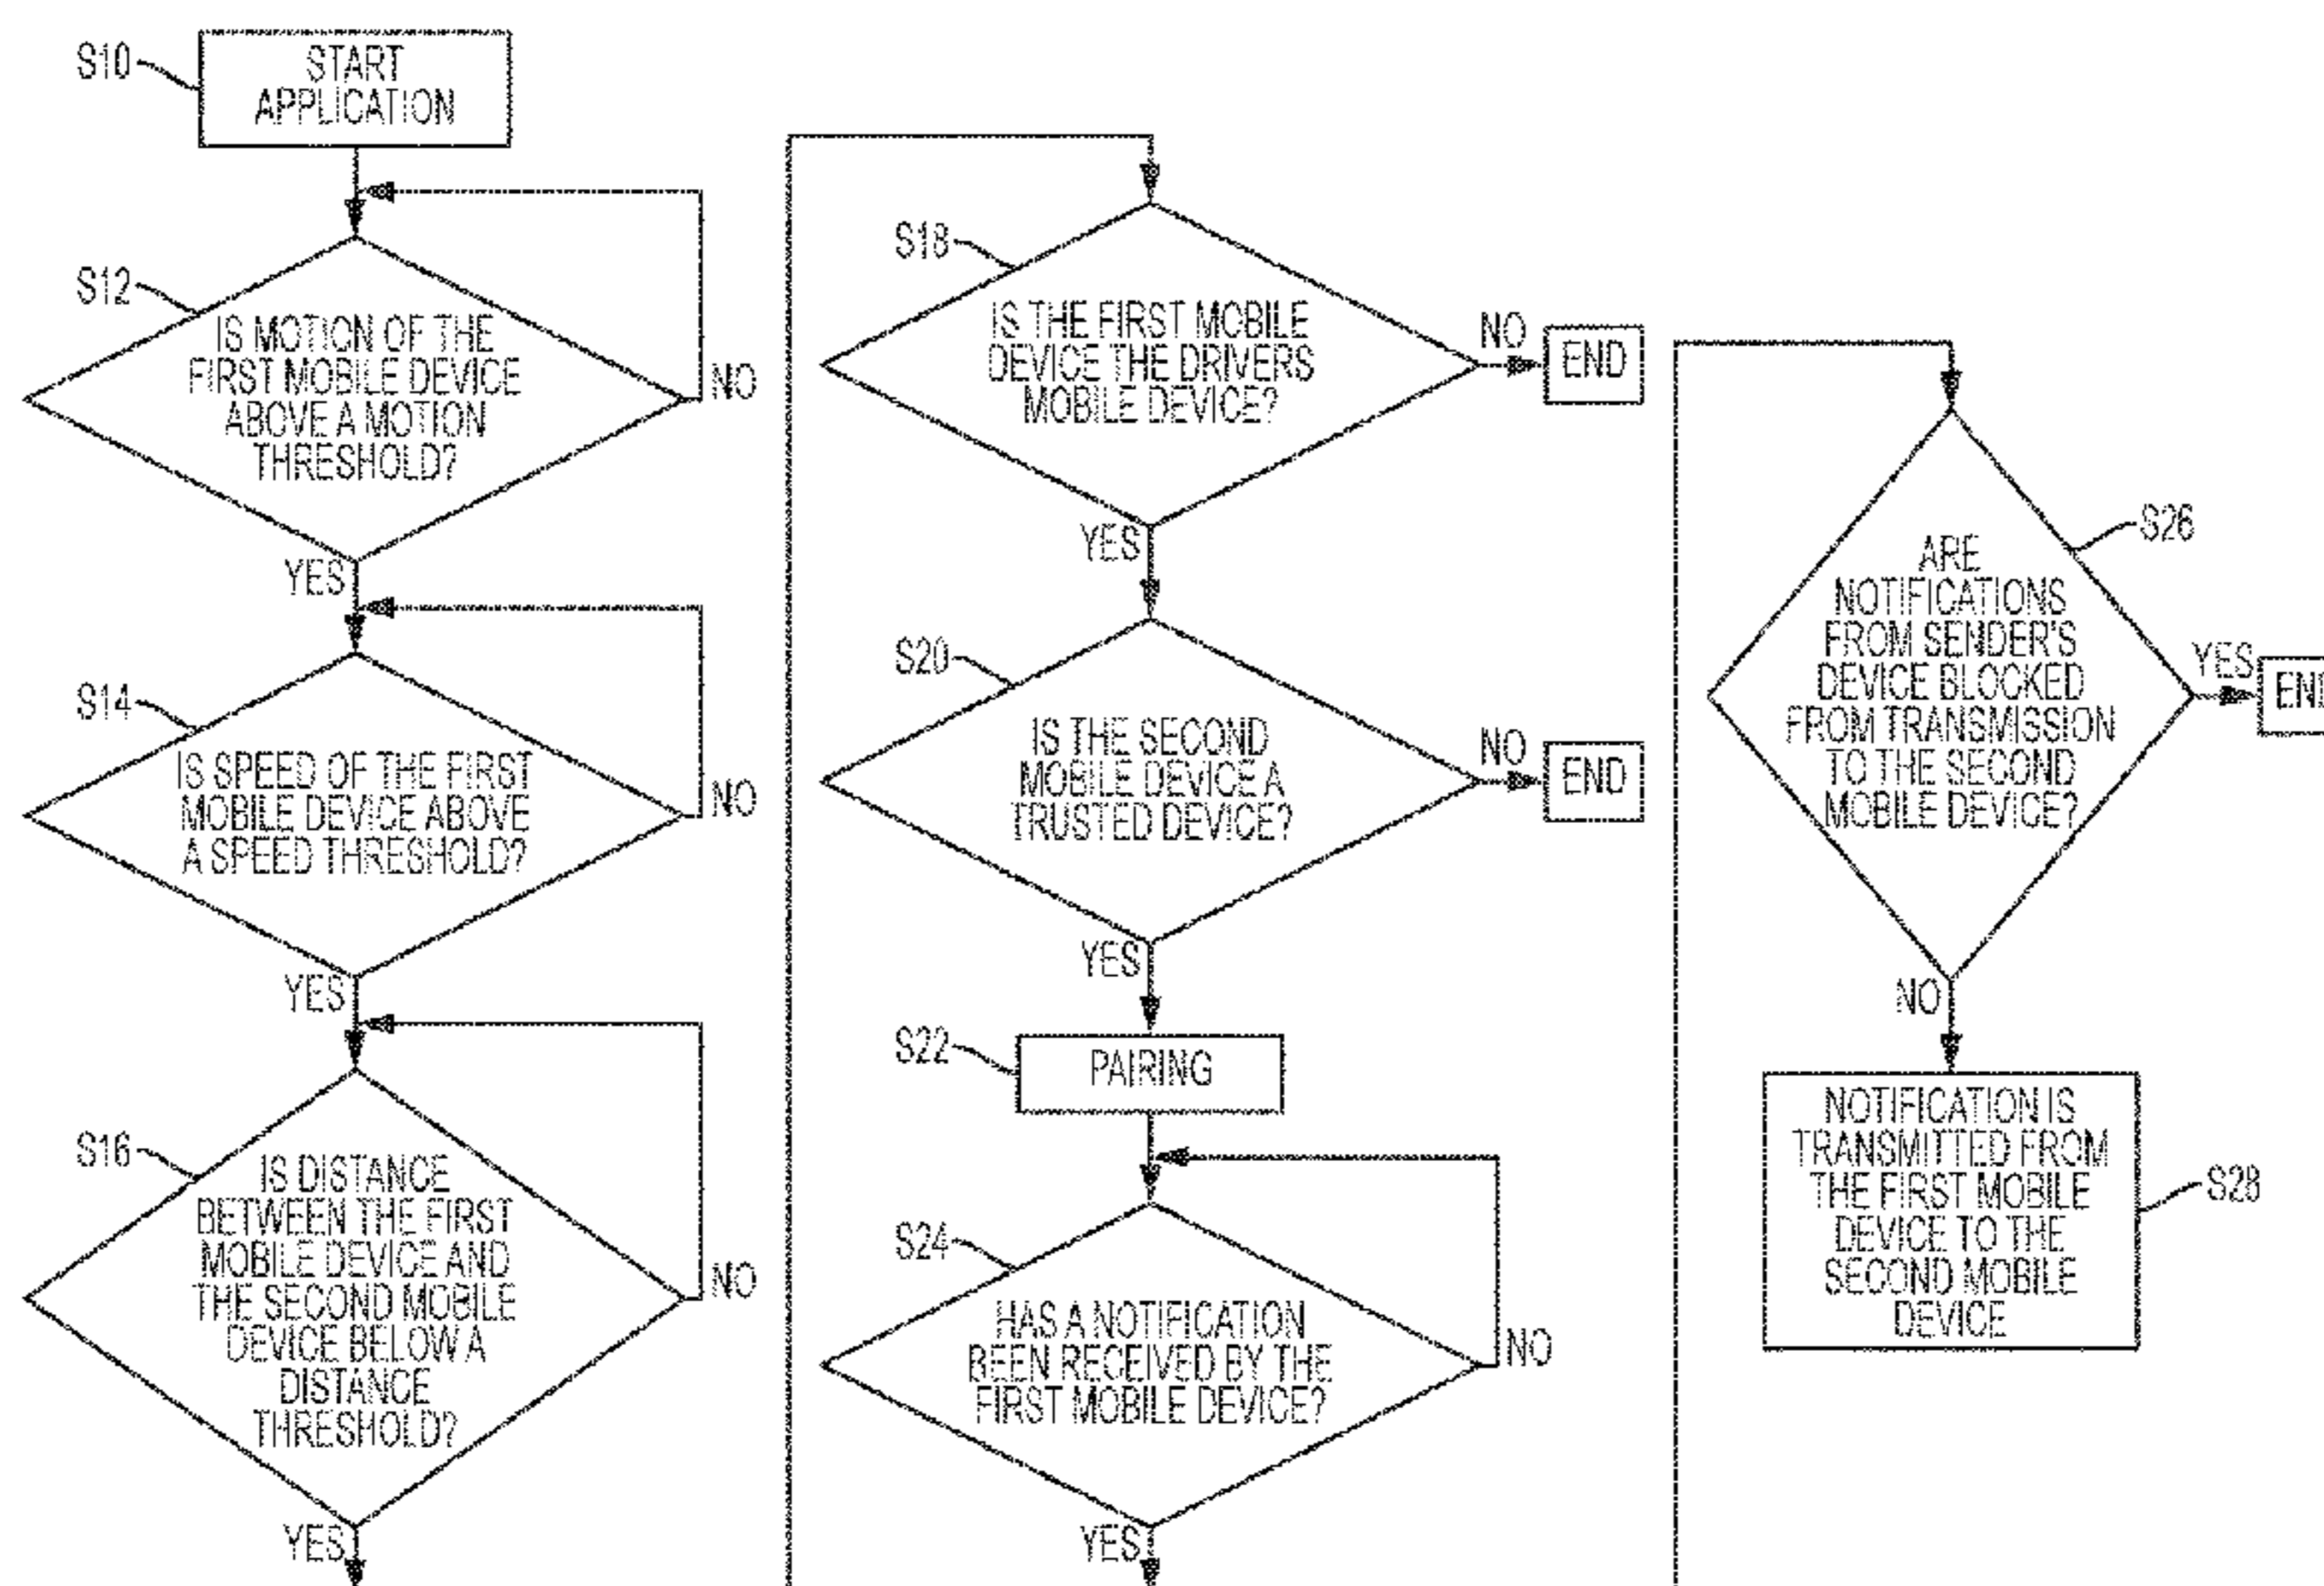 S10
START
APPLICATION
S12
IS MOTION OF THE
FIRST MOBILE DEVICE
ABOVE A MOTION
THRESHOLD?
NO
YES
S14
IS SPEED OF THE FIRST
MOBILE DEVICE ABOVE
A SPEED THRESHOLD?
NO
YES
S16
IS DISTANCE
BETWEEN THE FIRST
MOBILE DEVICE AND
THE SECOND MOBILE
DEVICE BELOW A
DISTANCE
THRESHOLD?
NO
YES
S18
IS THE FIRST MOBILE
DEVICE THE DRIVERS
MOBILE DEVICE?
NO
END
YES
S20
IS THE SECOND
MOBILE DEVICE A
TRUSTED DEVICE?
NO
END
YES
S22
PAIRING
S24
HAS A NOTIFICATION
BEEN RECEIVED BY THE
FIRST MOBILE DEVICE?
NO
YES
S26
ARE
NOTIFICATIONS
FROM SENDER'S
DEVICE BLOCKED
FROM TRANSMISSION
TO THE SECOND
MOBILE DEVICE?
YES
END
NO
NOTIFICATION IS
TRANSMITTED FROM
THE FIRST MOBILE
DEVICE TO THE
SECOND MOBILE
DEVICE
S28